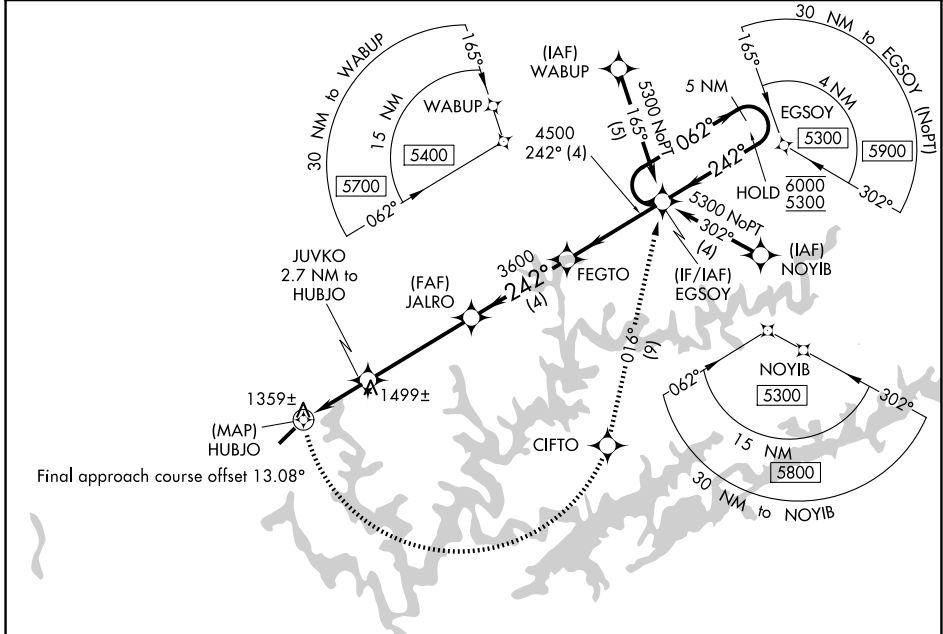 30 NM to WABUP
15 NM
165°
WABUP
5400
5700
062°
(IAF)
WABUP
5300 NoPT
165°
(5)
5 NM
062°
242°
4500
242° (4)
HOLD
6000
5300
30 NM to EGSOY (NoPT)
165°
4 NM
EGSOY
5300
5900
302°
5300 NoPT
302°
(4)
(IAF)
NOYIB
(IF/IAF)
EGSOY
FEGTO
3600
242°
(4)
(FAF)
JALRO
JUVKO
2.7 NM to
HUBJO
1499±
1359±
(MAP)
HUBJO
Final approach course offset 13.08°
CIFTO
016°
(9)
062°
NOYIB
5300
302°
15 NM
5800
30 NM to NOYIB